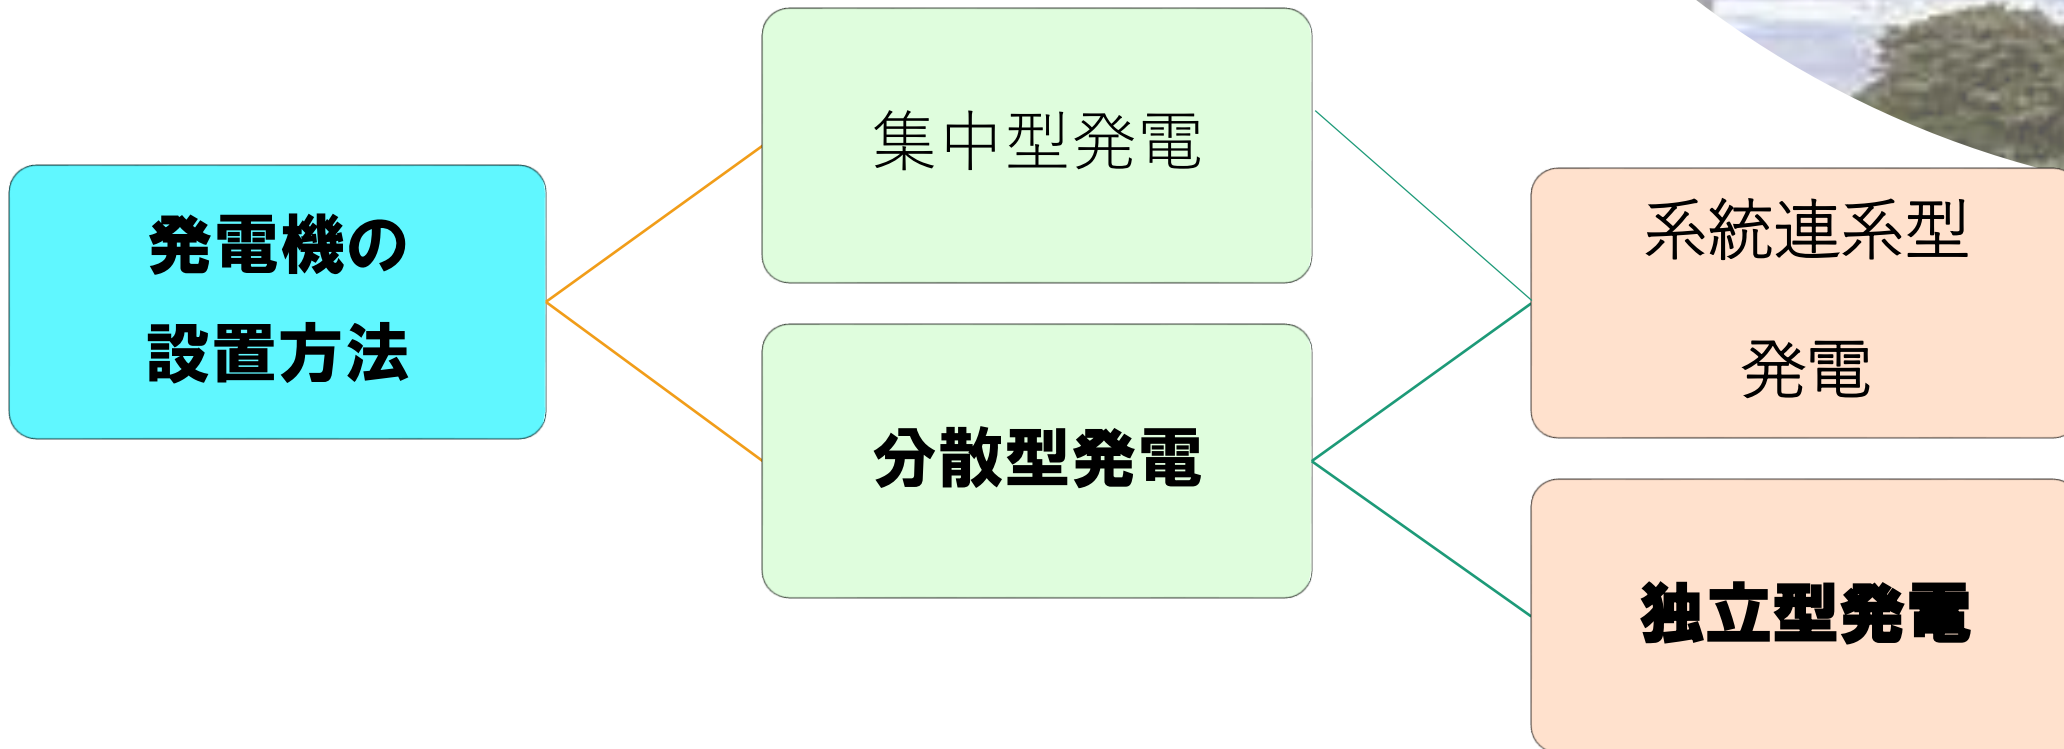 発電機の
設置方法
集中型発電
分散型発電
系統連系型
発電
独立型発電